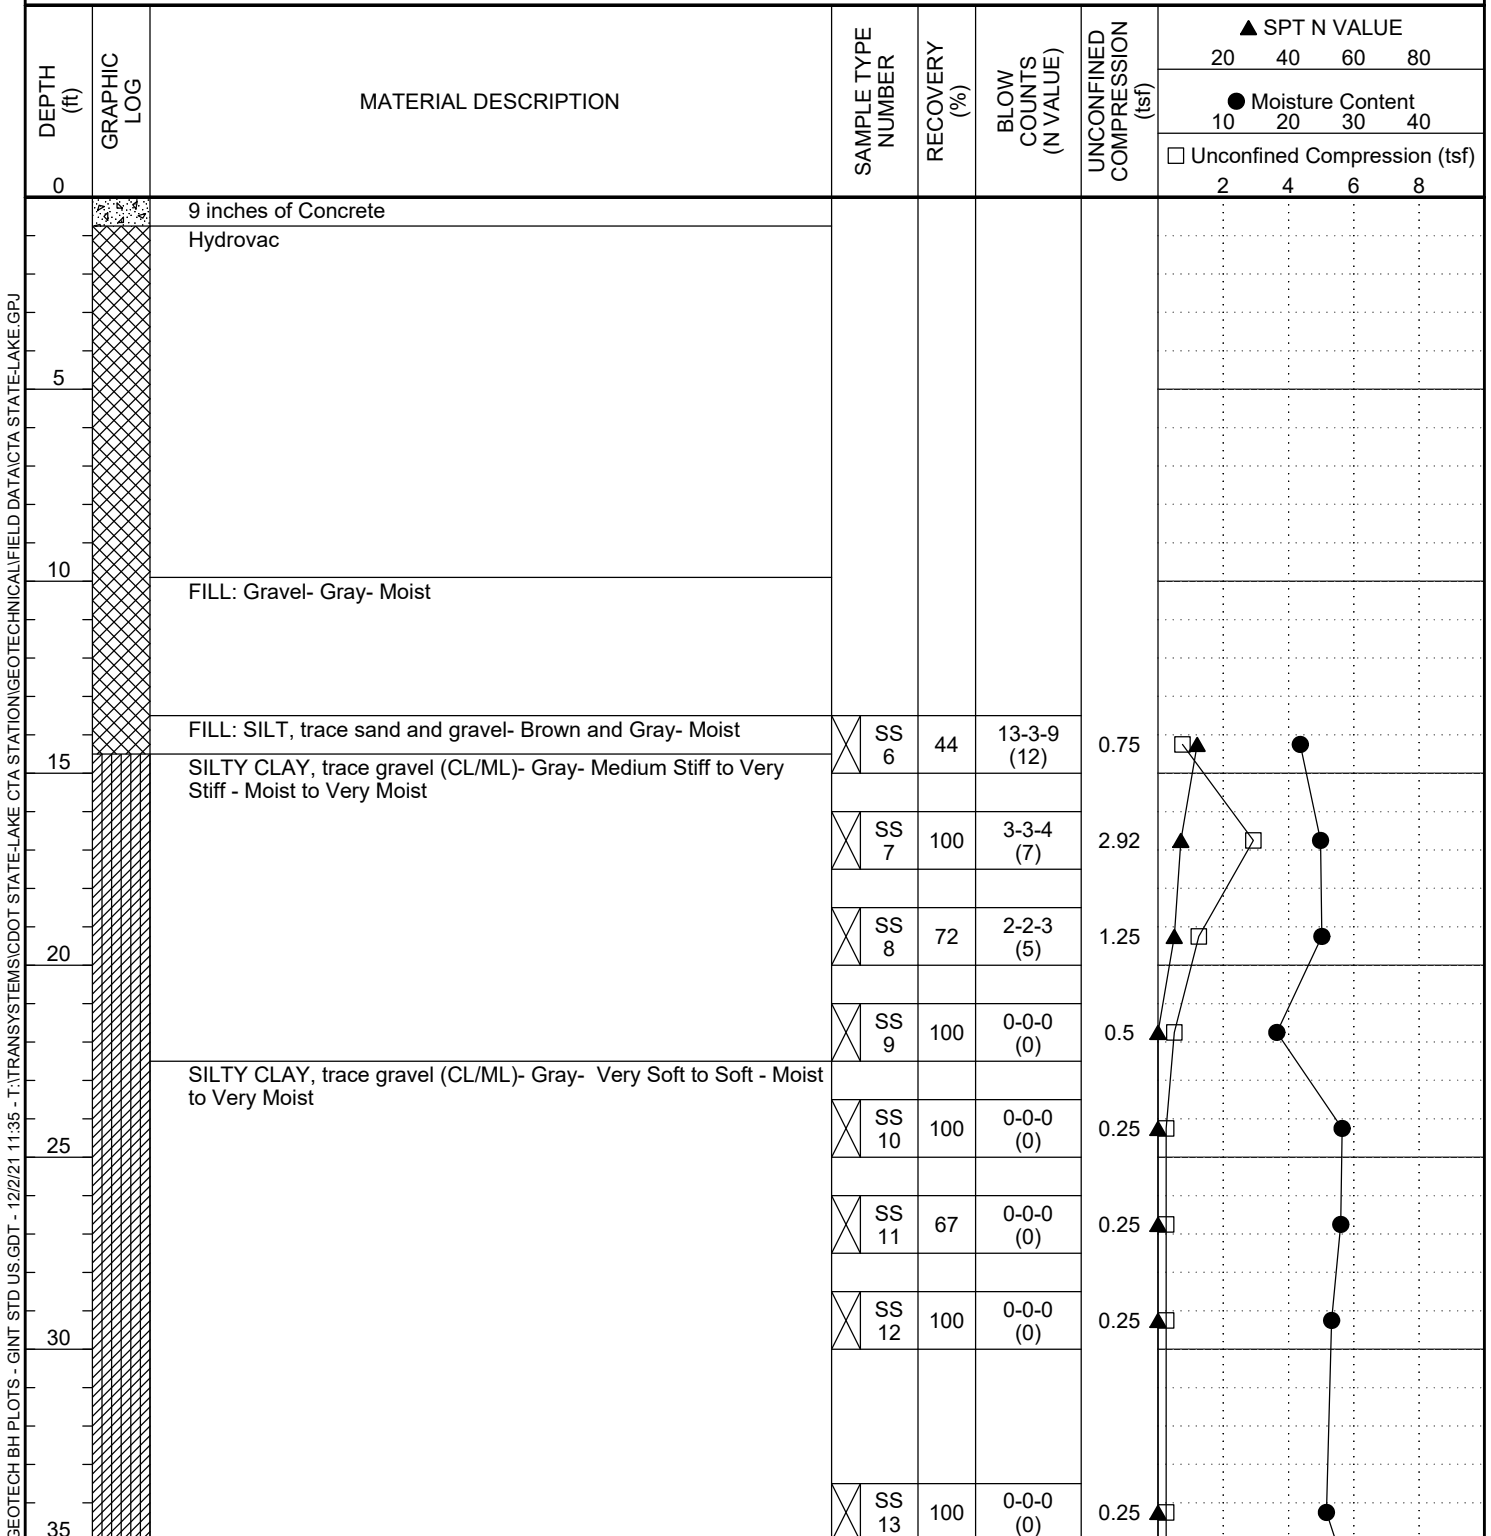 DEPTH
(ft)
GRAPHIC
LOG
MATERIAL DESCRIPTION
SAMPLE TYPE
NUMBER
RECOVERY
(%)
BLOW
COUNTS
(N VALUE)
UNCONFINED
COMPRESSION
(tsf)
▲ SPT N VALUE
20 40 60 80
● Moisture Content
10 20 30 40
□ Unconfined Compression (tsf)
2 4 6 8
0
9 inches of Concrete
Hydrovac
5
10
FILL: Gravel- Gray- Moist
FILL: SILT, trace sand and gravel- Brown and Gray- Moist
SS
6
44
13-3-9
(12)
0.75
15
SILTY CLAY, trace gravel (CL/ML)- Gray- Medium Stiff to Very
Stiff - Moist to Very Moist
SS
7
100
3-3-4
(7)
2.92
SS
8
72
2-2-3
(5)
1.25
20
SS
9
100
0-0-0
(0)
0.5
SILTY CLAY, trace gravel (CL/ML)- Gray-  Very Soft to Soft - Moist
to Very Moist
SS
10
100
0-0-0
(0)
0.25
25
SS
11
67
0-0-0
(0)
0.25
SS
12
100
0-0-0
(0)
0.25
30
SS
13
100
0-0-0
(0)
0.25
35
GEOTECH BH PLOTS - GINT STD US.GDT - 12/2/21 11:35 - T:\TRANSYSTEMS\CDOT STATE-LAKE CTA STATION\GEOTECHNICAL\FIELD DATA\CTA STATE-LAKE.GPJ